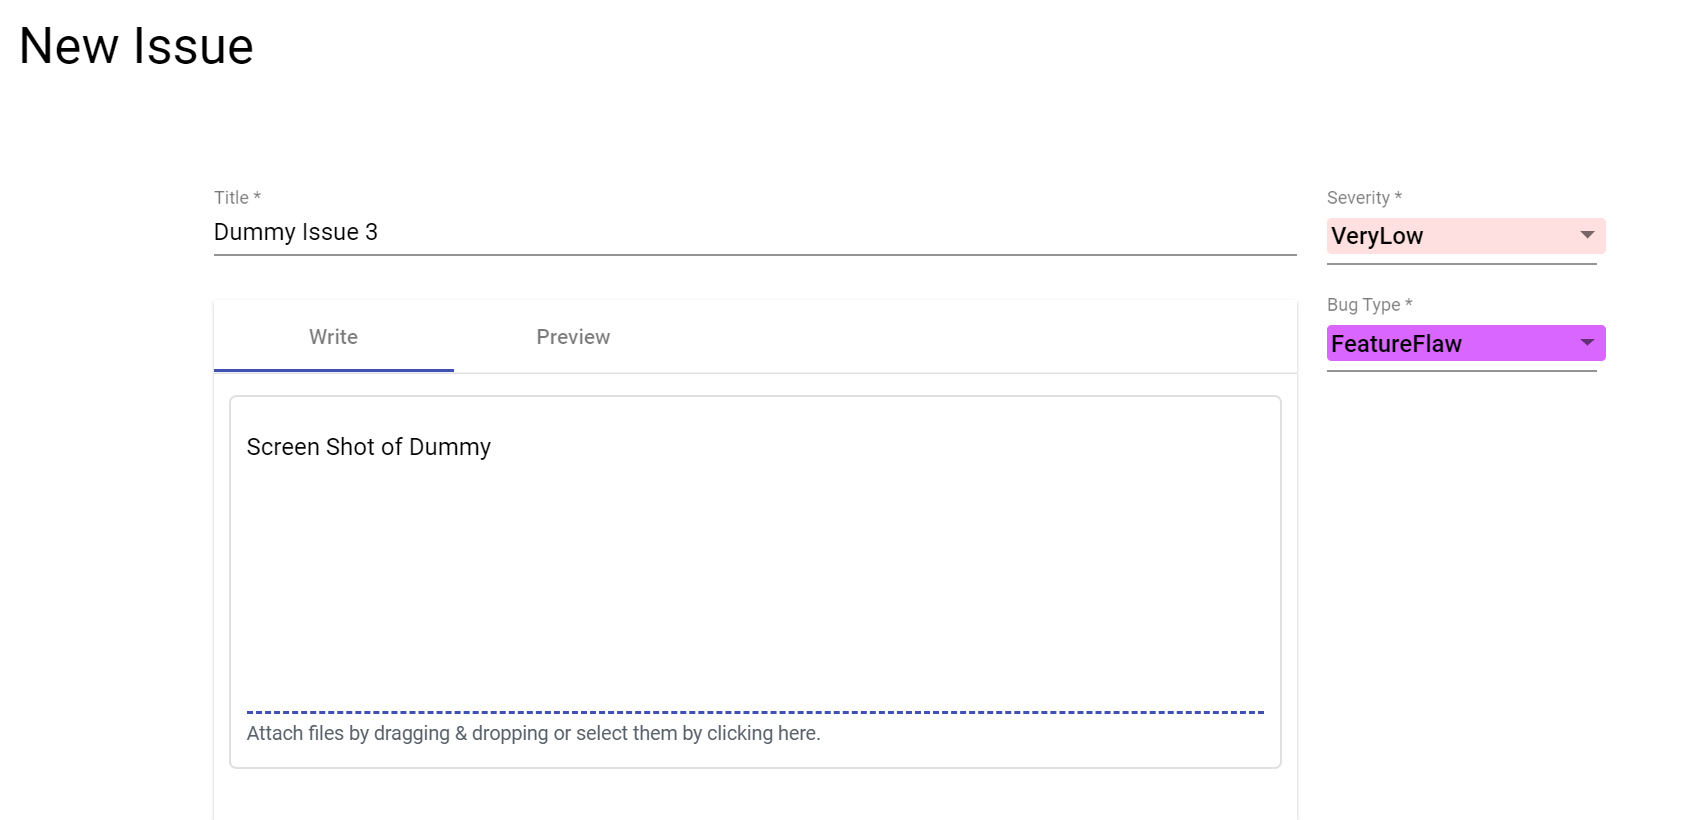 New Issue
Title *
Dummy Issue 3
Severity *
VeryLow
Bug Type *
FeatureFlaw
Write
Preview
Screen Shot of Dummy
Attach files by dragging & dropping or select them by clicking here.